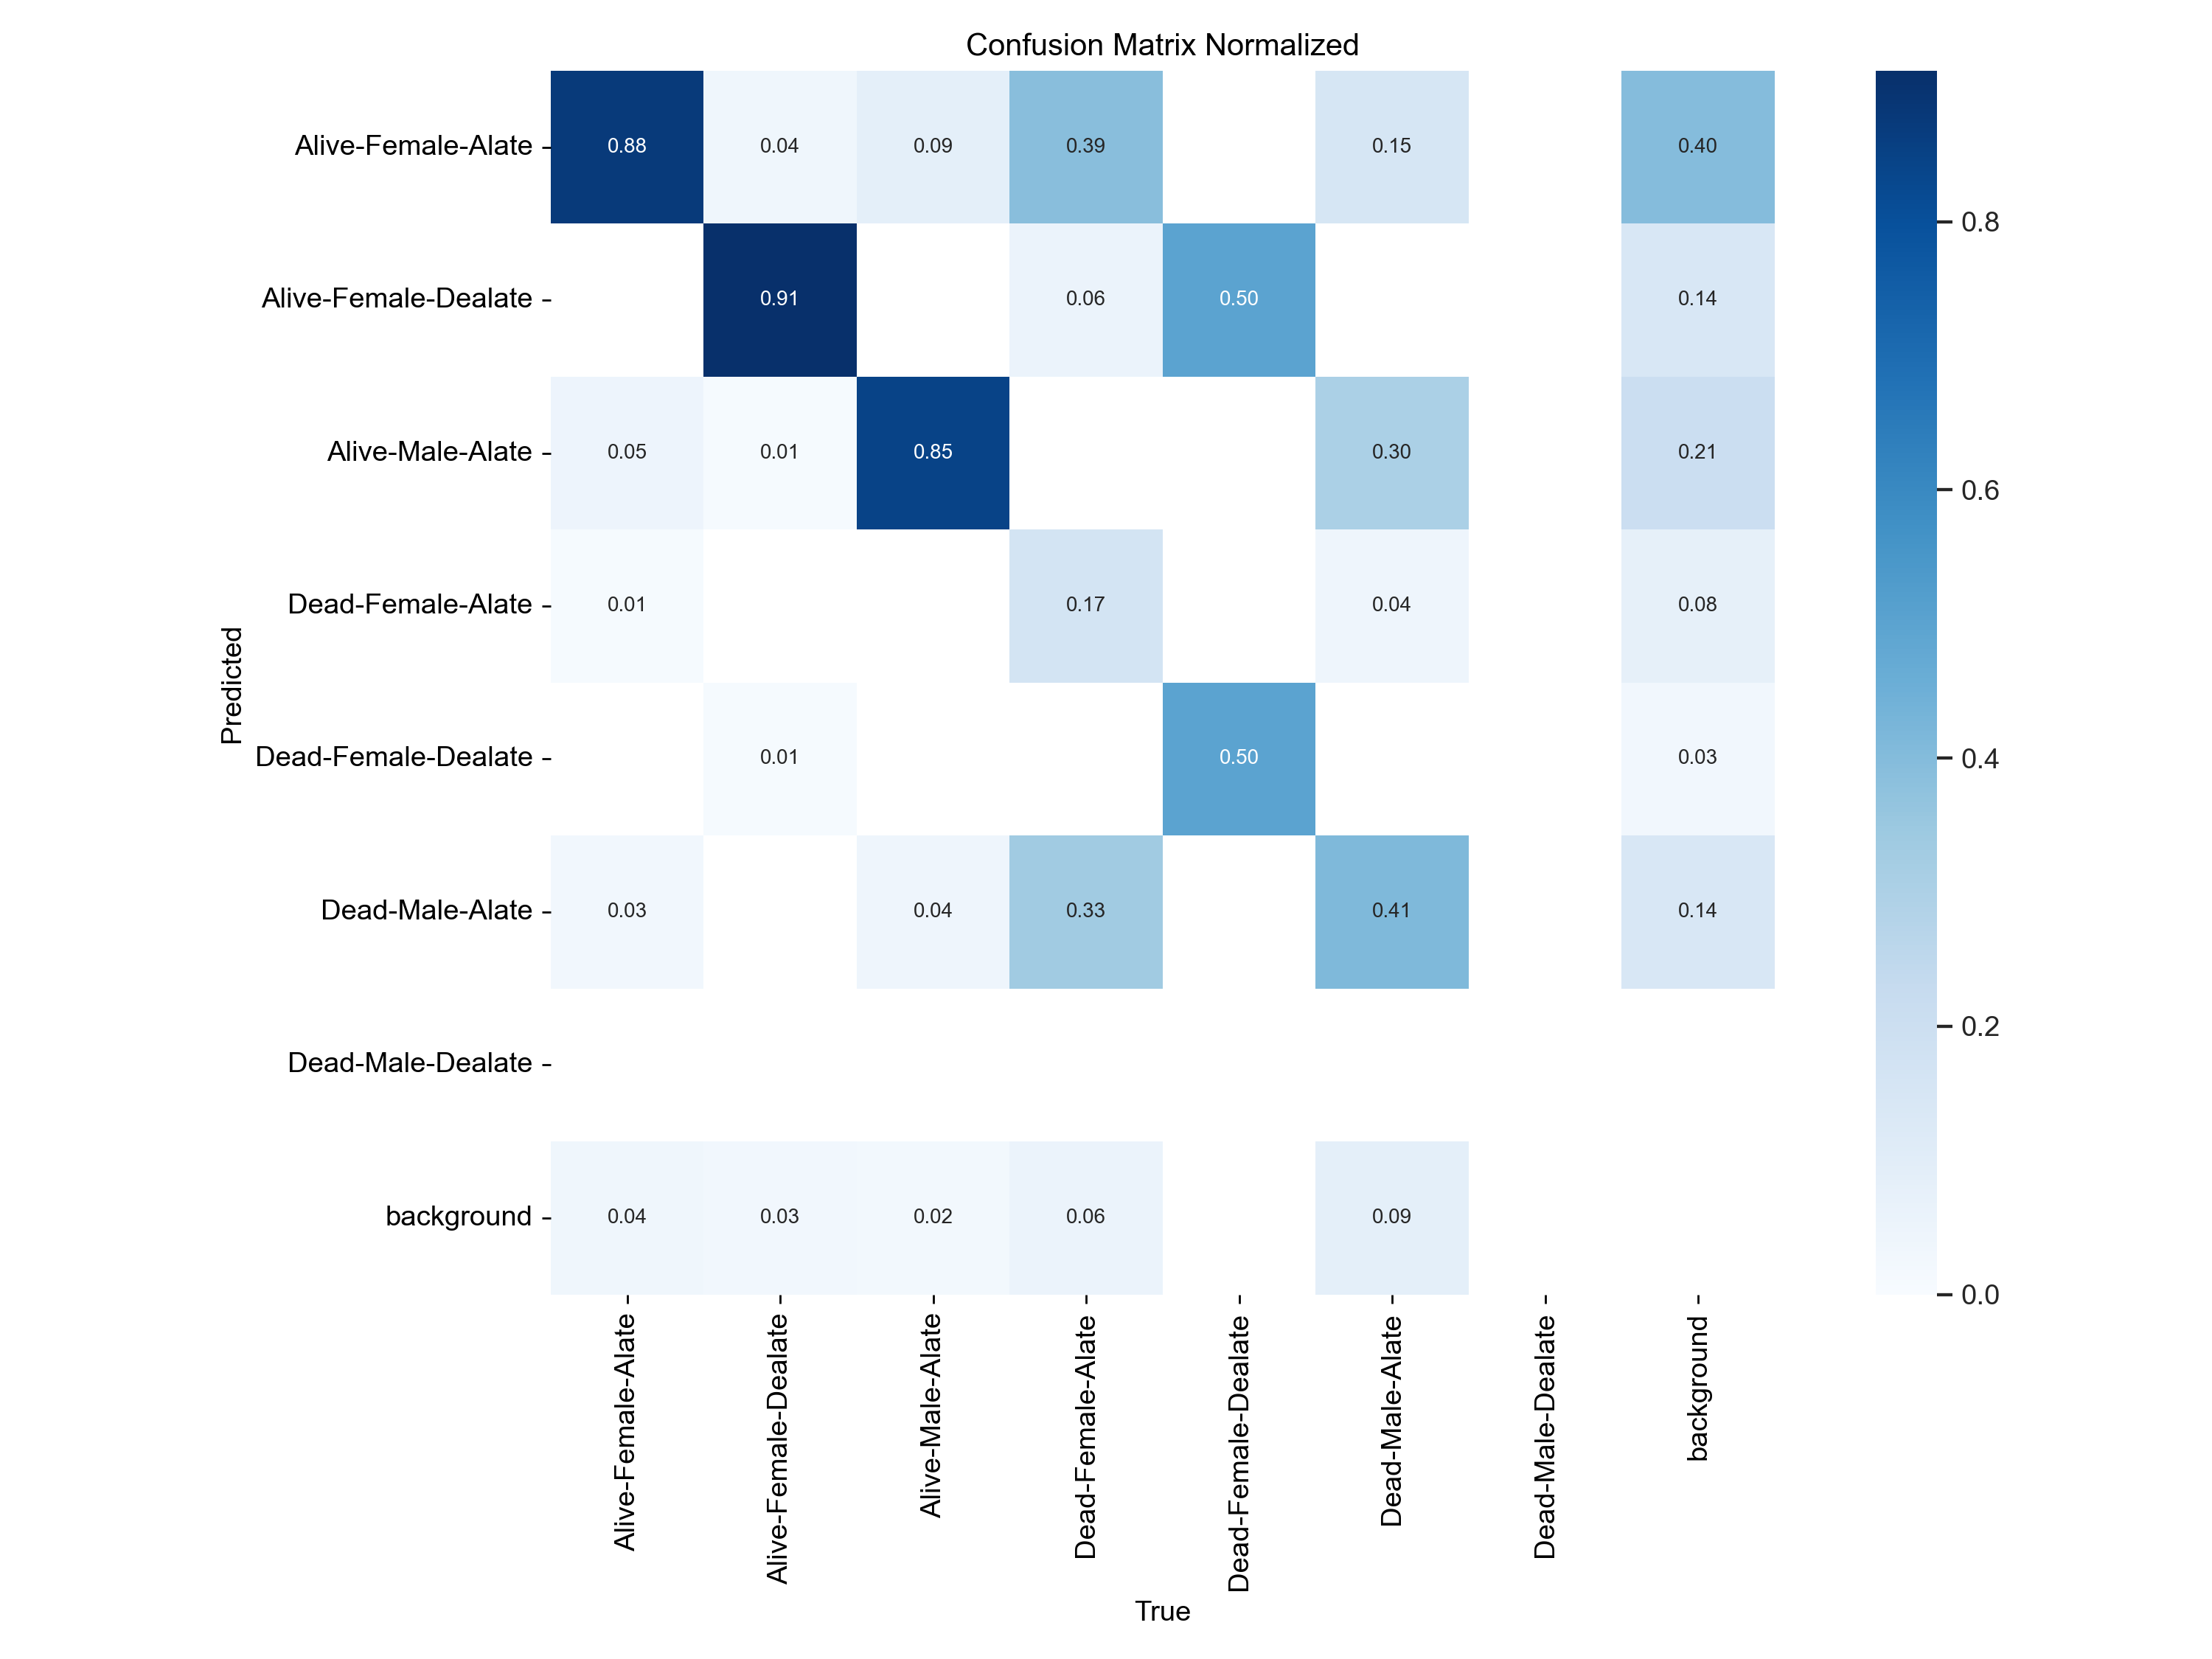 Confusion Matrix Normalized
Alive-Female-Alate 0.88 0.04 0.09 0.39 0.15 0.40
Alive-Female-Dealate 0.91 0.06 0.50 0.14
Alive-Male-Alate 0.05 0.01 0.85 0.30 0.21
Dead-Female-Alate 0.01 0.17 0.04 0.08
Dead-Female-Dealate 0.01 0.50 0.03
Dead-Male-Alate 0.03 0.04 0.33 0.41 0.14
Dead-Male-Dealate
background 0.04 0.03 0.02 0.06 0.09
Predicted
Alive-Female-Alate
Alive-Female-Dealate
Alive-Male-Alate
Dead-Female-Alate
Dead-Female-Dealate
Dead-Male-Alate
Dead-Male-Dealate
background
True
0.8
0.6
0.4
0.2
0.0